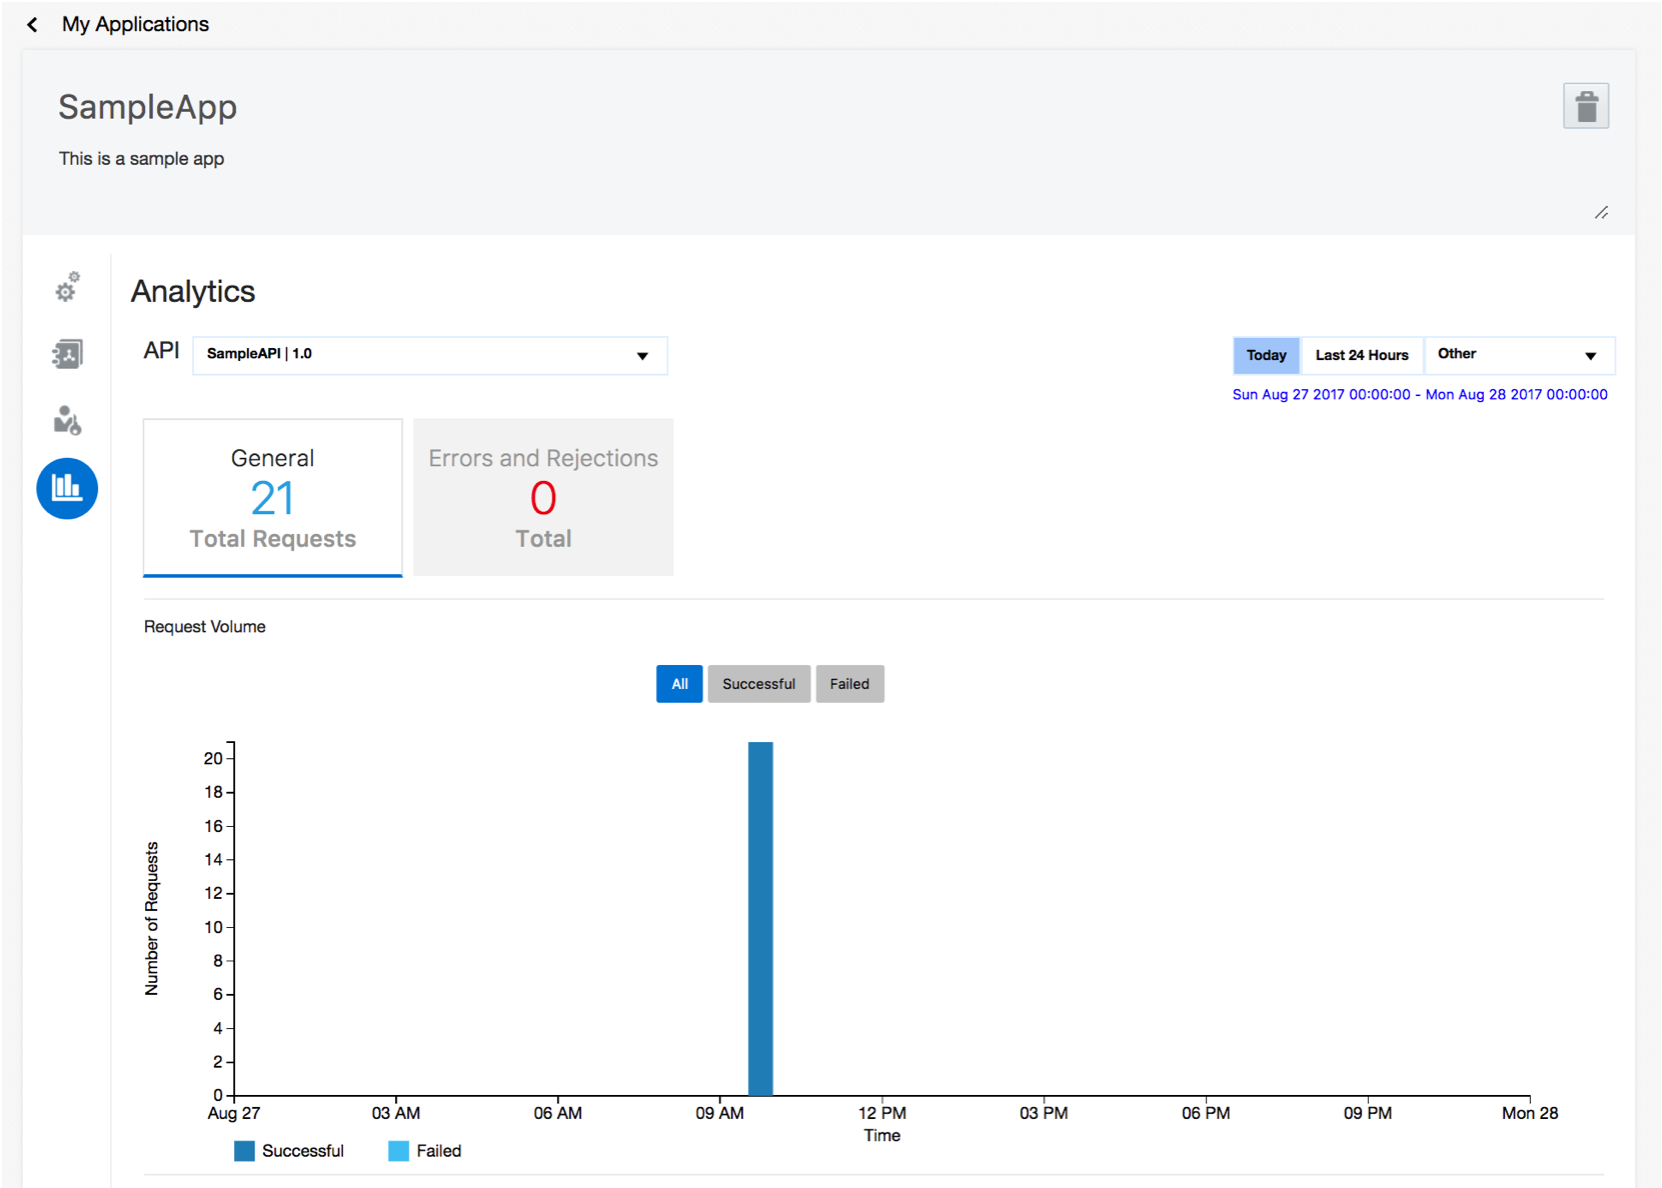 My Applications
SampleApp
This is a sample app
Analytics
API SampleAPI | 1.0 Today Last 24 Hours Other
Sun Aug 27 2017 00:00:00 - Mon Aug 28 2017 00:00:00
General
21
Total Requests
Errors and Rejections
0
Total
Request Volume
All Successful Failed
Number of Requests
20
18
16
14
12
10
8
6
4
2
0
Aug 27 03 AM 06 AM 09 AM 12 PM 03 PM 06 PM 09 PM Mon 28
Time
Successful Failed